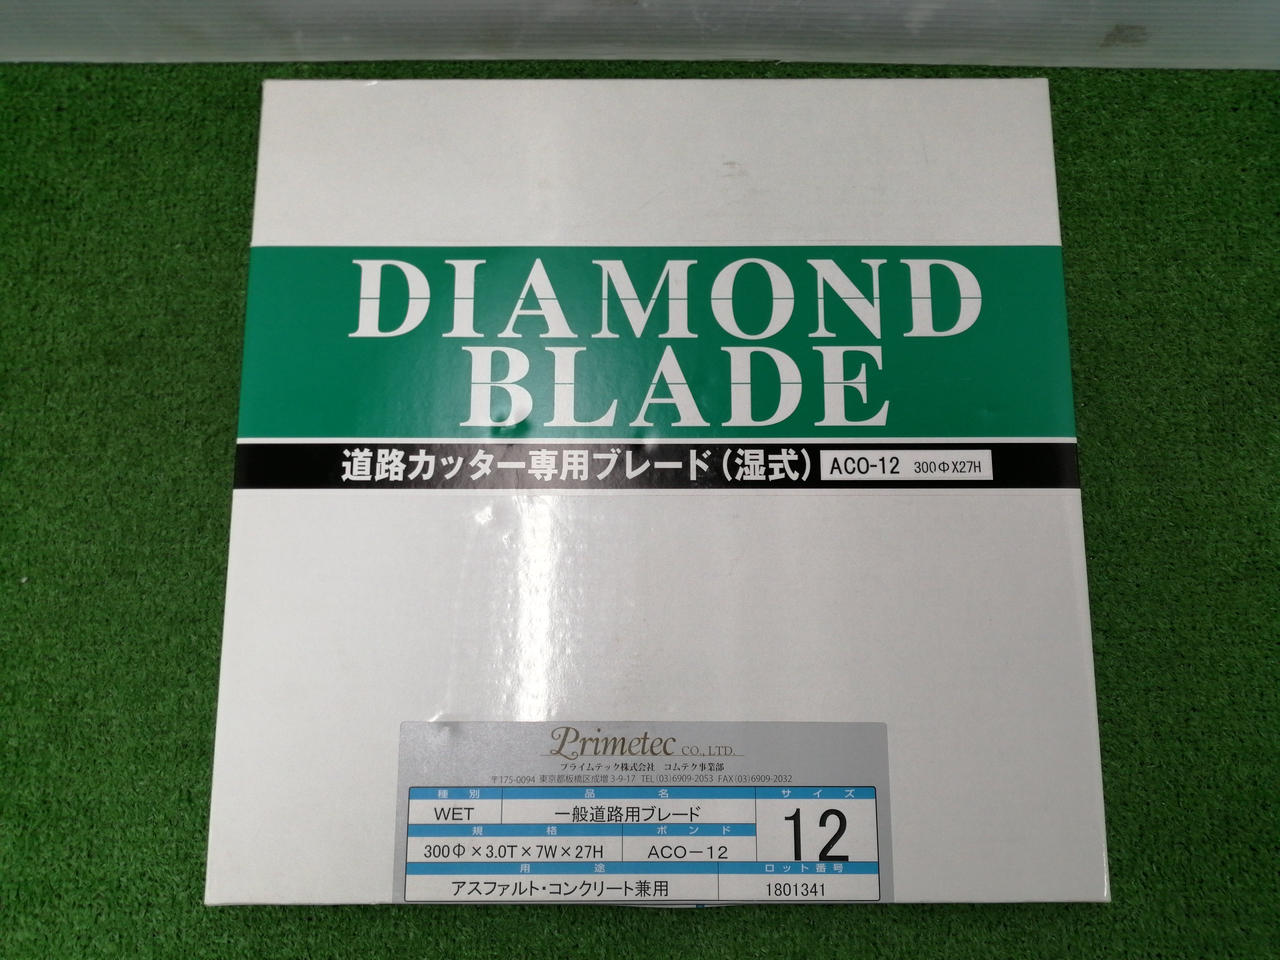 DIAMOND
BLADE
道路カッター専用ブレード(湿式) ACO-12 300ΦX27H
Primetec CO., LTD.
プライムテック株式会社 コムテク事業部
〒175-0094 東京都板橋区成増3-9-17 TEL(03)6909-2053 FAX(03)6909-2032
種別 品名 サイズ
WET 一般道路用ブレード 12
規格 ボンド
300Φ×3.0T×7W×27H ACO-12
用途 ロット番号
アスファルト・コンクリート兼用 1801341